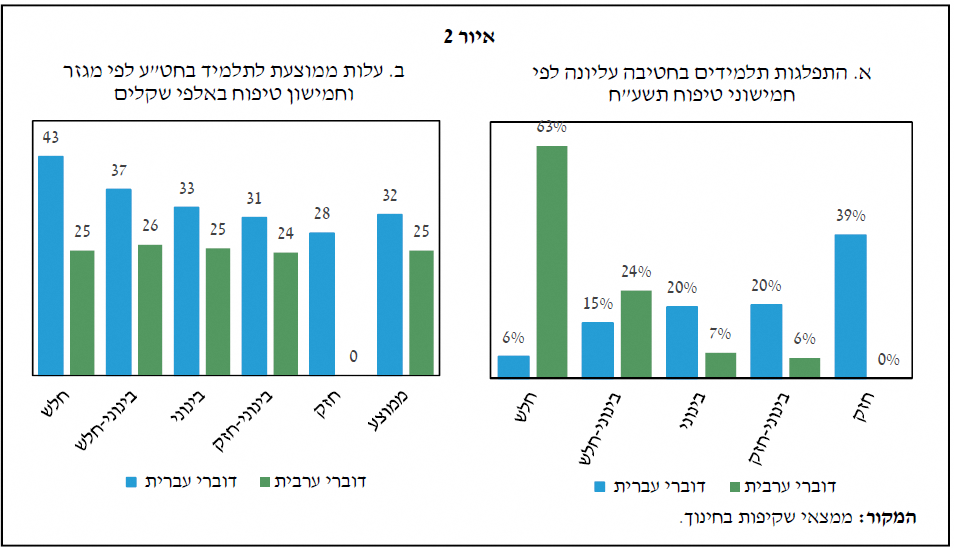 איור 2
א. התפלגות תלמידים בחטיבה עליונה לפי
חמישוני טיפוח תשע"ח
63%
39%
24%
20%
20%
15%
7%
6%
6%
0%
חלש
בינוני-חלש
בינוני
בינוני-חזק
חזק
דוברי עברית
דוברי ערבית
ב. עלות ממוצעת לתלמיד בחט"ע לפי מגזר
וחמישון טיפוח באלפי שקלים
43
25
37
26
33
25
31
24
28
0
32
25
חלש
בינוני-חלש
בינוני
בינוני-חזק
חזק
ממוצע
דוברי עברית
דוברי ערבית
המקור: ממצאי שקיפות בחינוך.